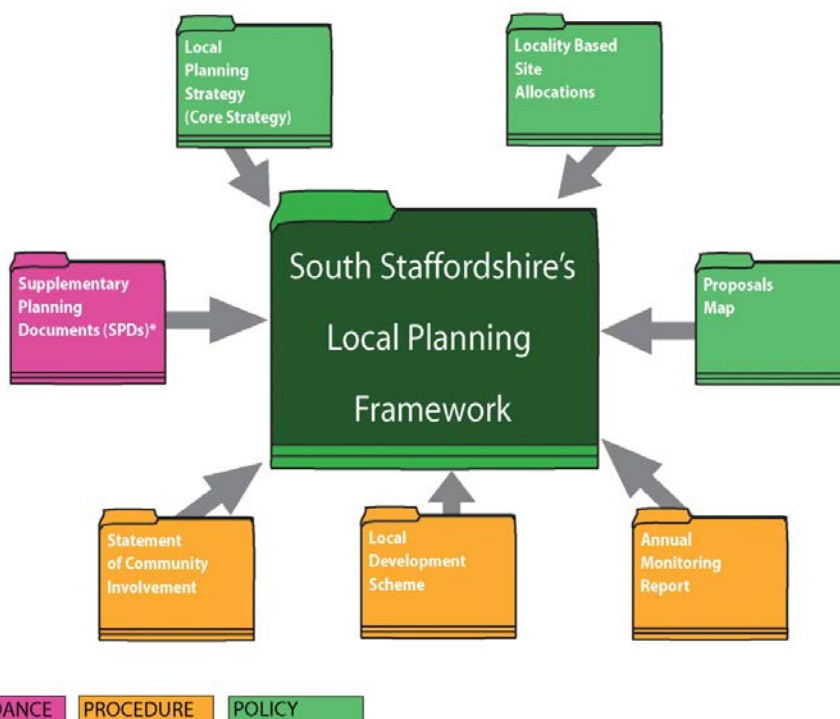 Local
Planning
Strategy
(Core Strategy)
Locality Based
Site
Allocations
Supplementary
Planning
Documents (SPDs)*
South Staffordshire's
Local Planning
Framework
Proposals
Map
Statement
of Community
Involvement
Local
Development
Scheme
Annual
Monitoring
Report
DANCE PROCEDURE POLICY